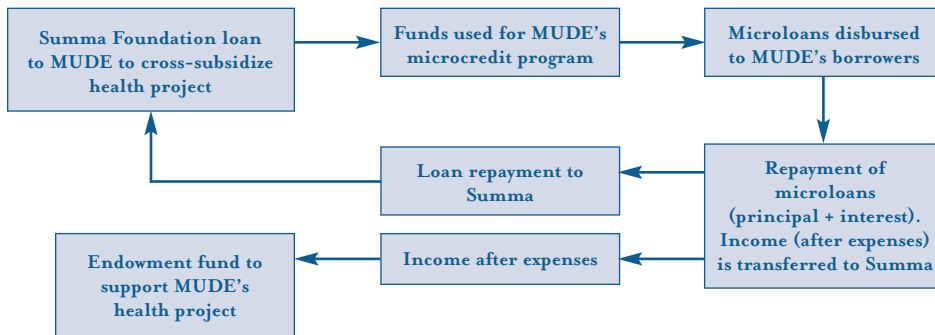 Summa Foundation loan
to MUDE to cross-subsidize
health project
Funds used for MUDE's
microcredit program
Microloans disbursed
to MUDE's borrowers
Loan repayment to
Summa
Repayment of
microloans
(principal + interest).
Income (after expenses)
is transferred to Summa
Endowment fund to
support MUDE's
health project
Income after expenses